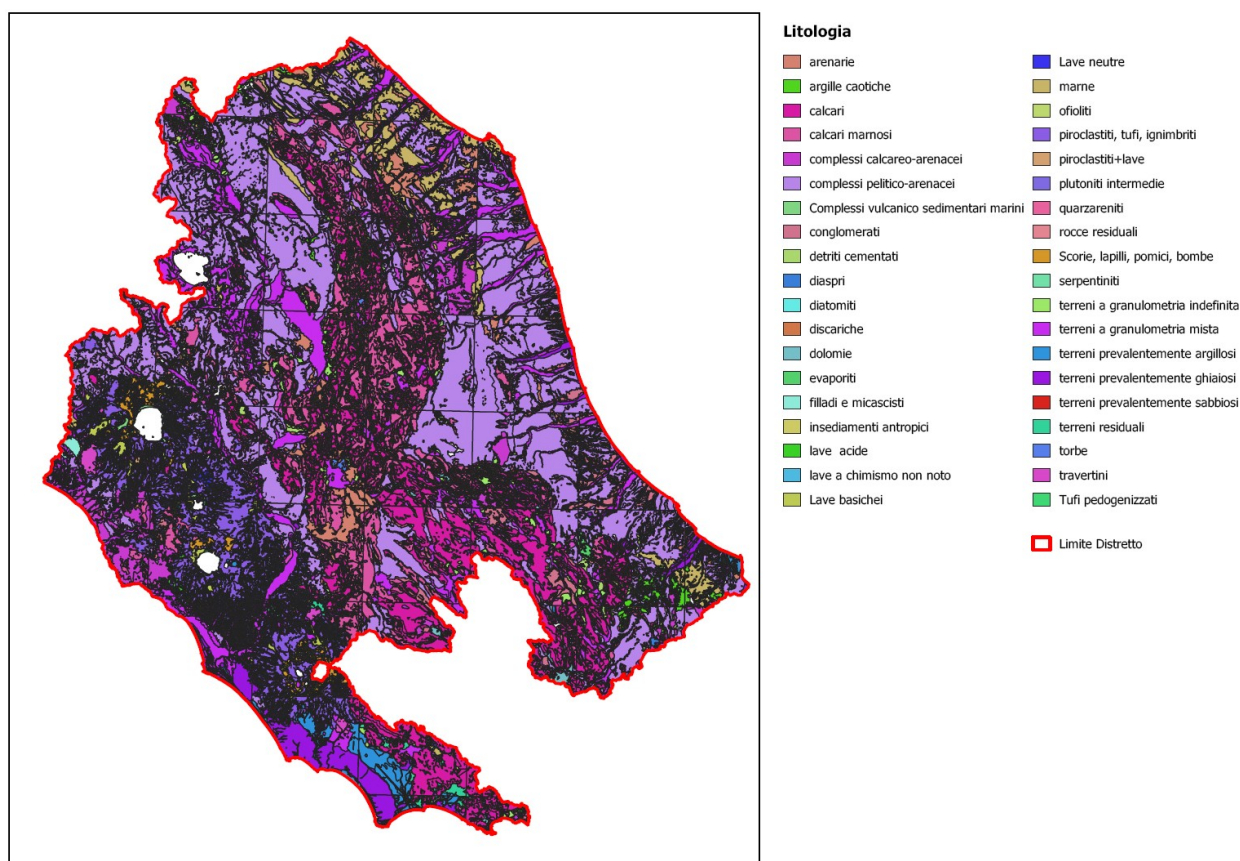 Litologia
arenarie
argille caotiche
calcari
calcari marnosi
complessi calcareo-arenacei
complessi pelitico-arenacei
Complessi vulcanico sedimentari marini
conglomerati
detriti cementati
diaspri
diatomiti
discariche
dolomie
evaporiti
filladi e micascisti
insediamenti antropici
lave acide
lave a chimismo non noto
Lave basichei
Lave neutre
marne
ofioliti
piroclastiti, tufi, ignimbriti
piroclastiti+lave
plutoniti intermedie
quarzareniti
rocce residuali
Scorie, lapilli, pomici, bombe
serpentiniti
terreni a granulometria indefinita
terreni a granulometria mista
terreni prevalentemente argillosi
terreni prevalentemente ghiaiosi
terreni prevalentemente sabbiosi
terreni residuali
torbe
travertini
Tufi pedogenizzati
Limite Distretto